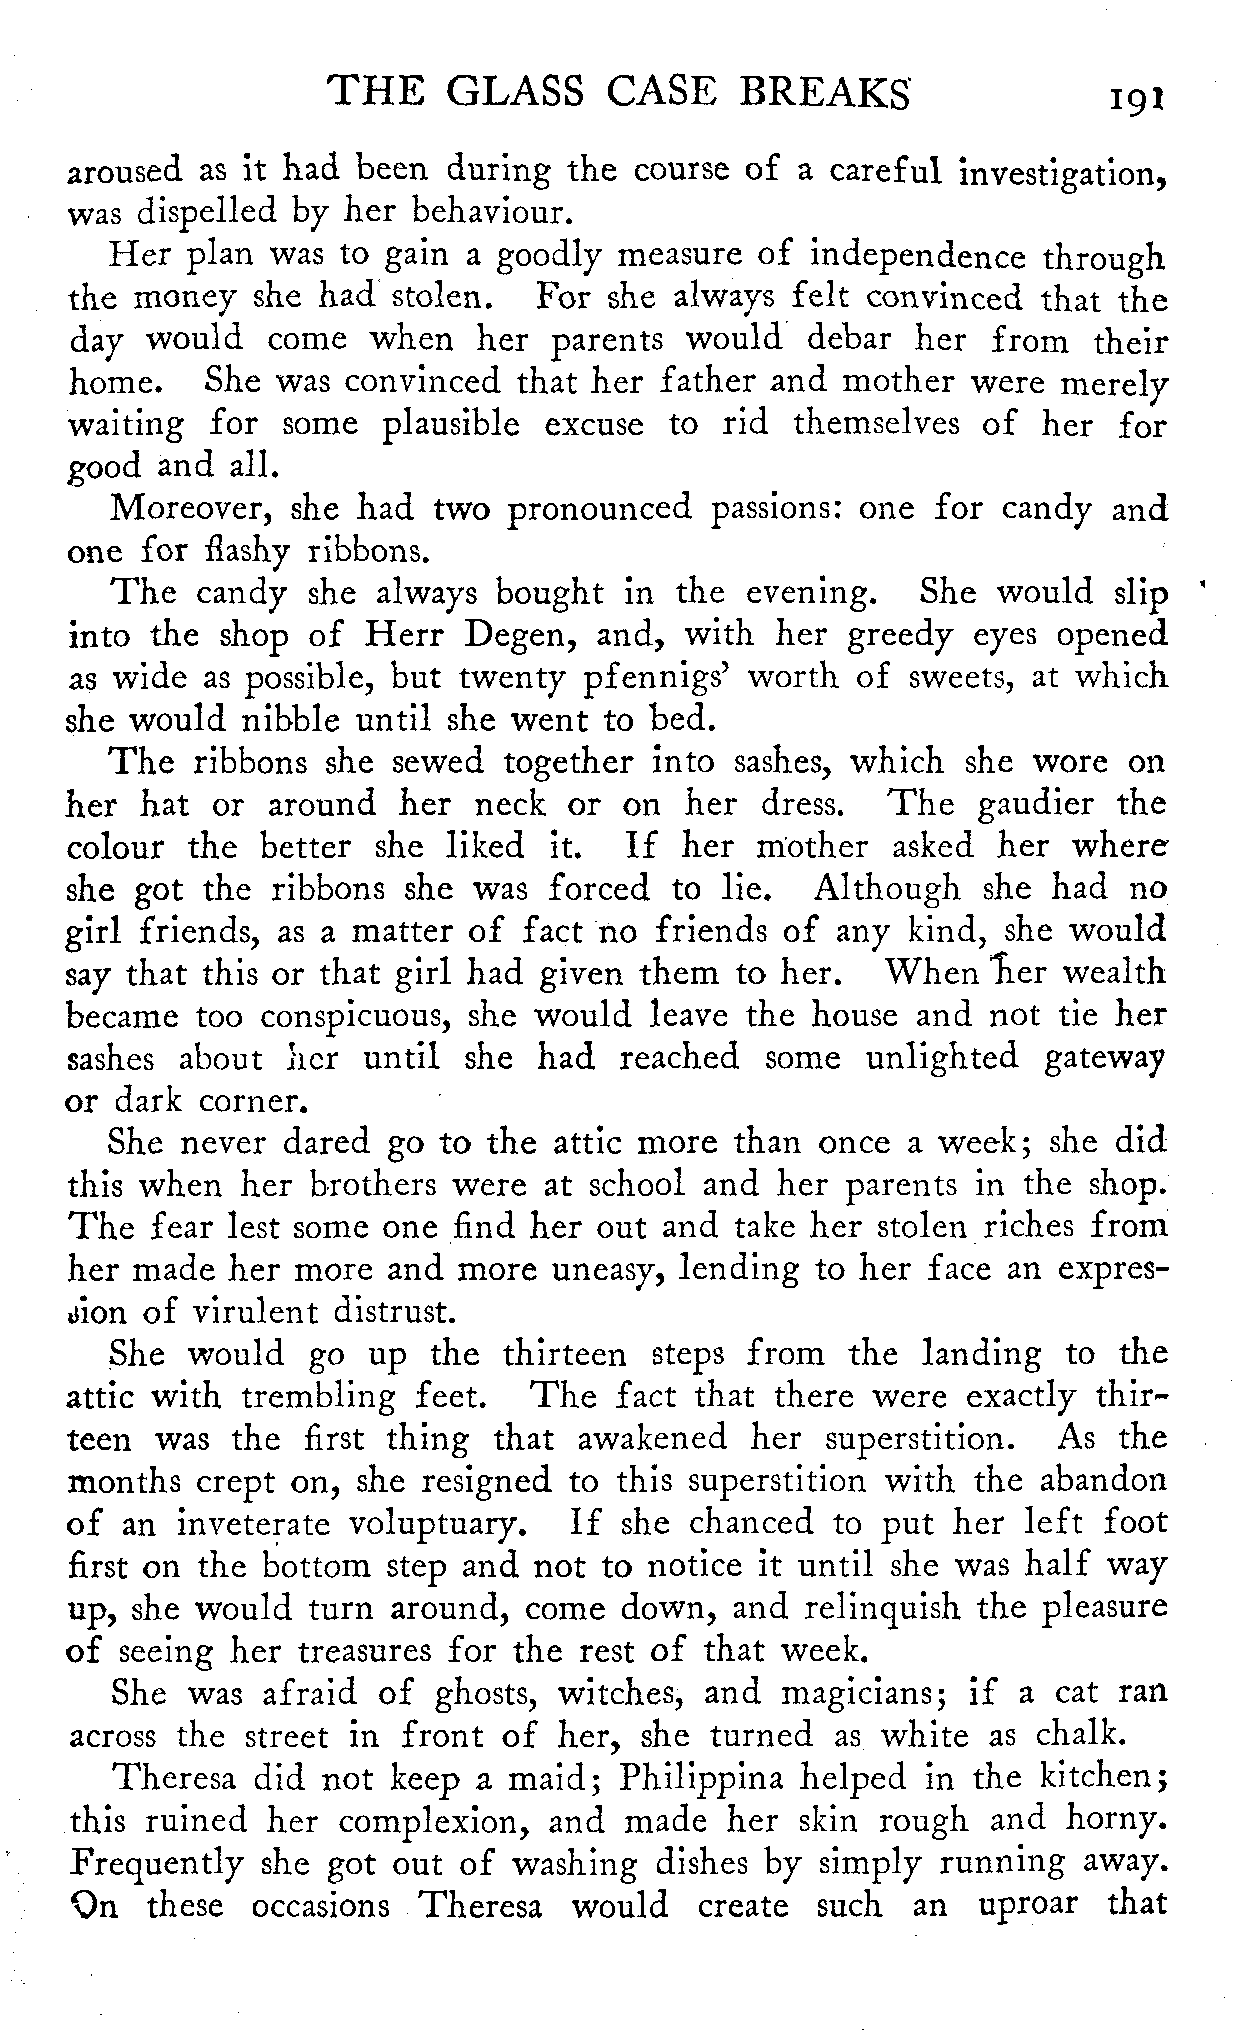 THE GLASS CASE BREAKS 191
aroused as it had been during the course of a careful investigation,
was dispelled by her behaviour.
Her plan was to gain a goodly measure of independence through
the money she had stolen. For she always felt convinced that the
day would come when her parents would debar her from their
home. She was convinced that her father and mother were merely
waiting for some plausible excuse to rid themselves of her for
good and all.
Moreover, she had two pronounced passions: one for candy and
one for flashy ribbons.
The candy she always bought in the evening. She would slip
into the shop of Herr Degen, and, with her greedy eyes opened
as wide as possible, but twenty pfennigs' worth of sweets, at which
she would nibble until she went to bed.
The ribbons she sewed together into sashes, which she wore on
her hat or around her neck or on her dress. The gaudier the
colour the better she liked it. If her mother asked her where
she got the ribbons she was forced to lie. Although she had no
girl friends, as a matter of fact no friends of any kind, she would
say that this or that girl had given them to her. When her wealth
became too conspicuous, she would leave the house and not tie her
sashes about her until she had reached some unlighted gateway
or dark corner.
She never dared go to the attic more than once a week; she did
this when her brothers were at school and her parents in the shop.
The fear lest some one find her out and take her stolen riches from
her made her more and more uneasy, lending to her face an expres-
sion of virulent distrust.
She would go up the thirteen steps from the landing to the
attic with trembling feet. The fact that there were exactly thir-
teen was the first thing that awakened her superstition. As the
months crept on, she resigned to this superstition with the abandon
of an inveterate voluptuary. If she chanced to put her left foot
first on the bottom step and not to notice it until she was half way
up, she would turn around, come down, and relinquish the pleasure
of seeing her treasures for the rest of that week.
She was afraid of ghosts, witches, and magicians; if a cat ran
across the street in front of her, she turned as white as chalk.
Theresa did not keep a maid; Philippina helped in the kitchen;
this ruined her complexion, and made her skin rough and horny.
Frequently she got out of washing dishes by simply running away.
On these occasions Theresa would create such an uproar that